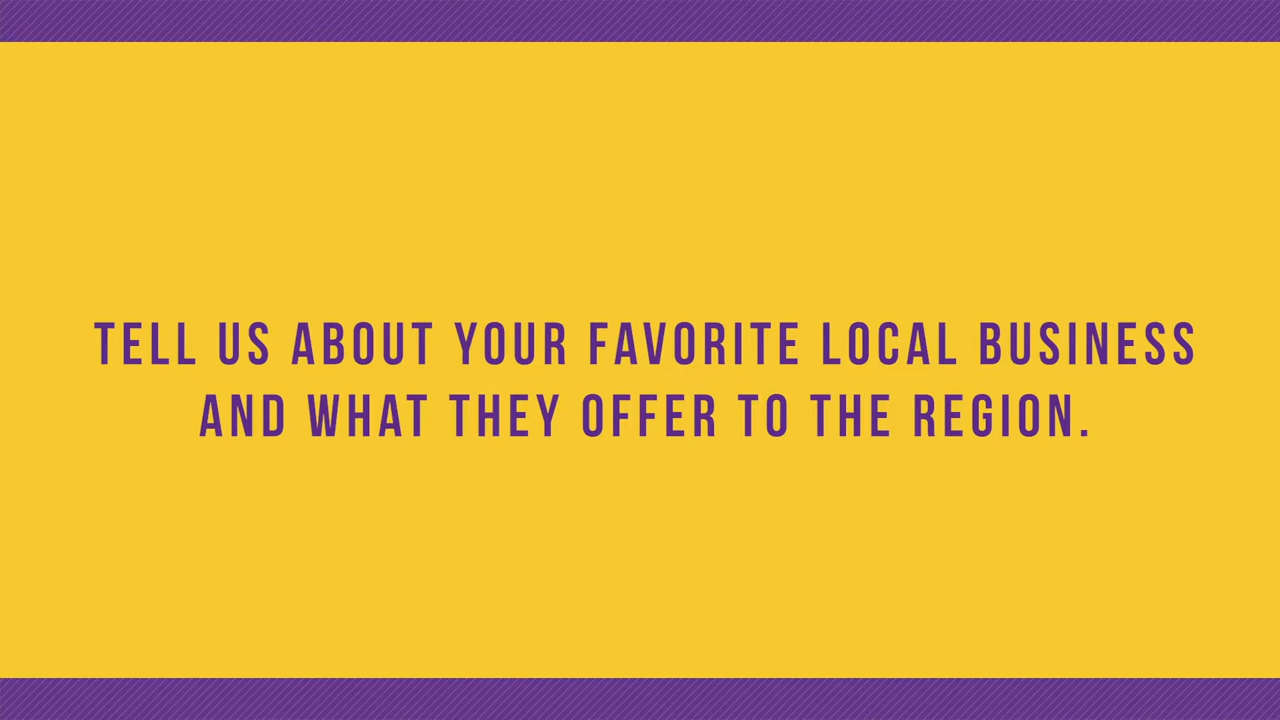 TELL US ABOUT YOUR FAVORITE LOCAL BUSINESS
AND WHAT THEY OFFER TO THE REGION.